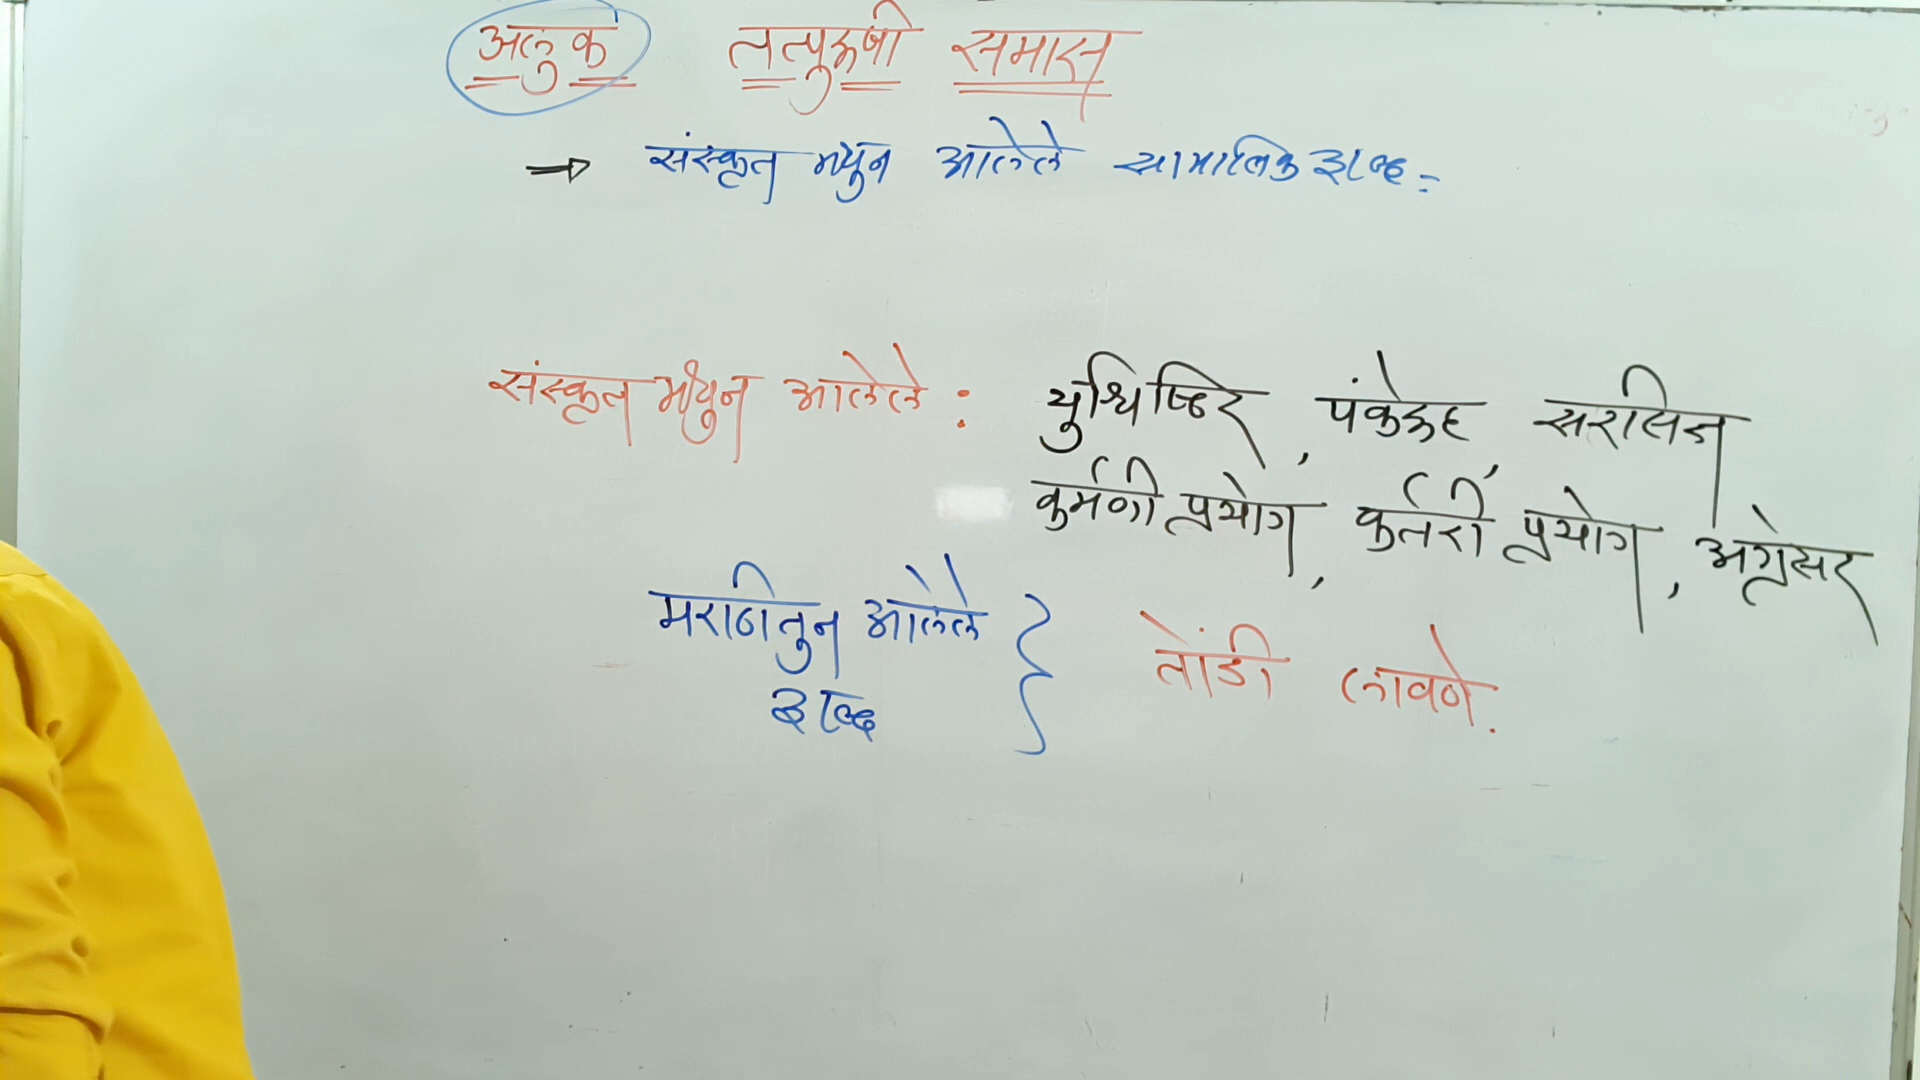 अलुक तत्पुरूषी समास
→ संस्कृत मधुन आलेले सामासिक शब्द =
संस्कृत मधुन आलेले : युधिष्ठिर, पंकेरूह, सरसिज
कर्मणी प्रयोग, कर्तरी प्रयोग, अग्रेसर
मराठीतुन आलेले
शब्द } तोंडी लावणे.